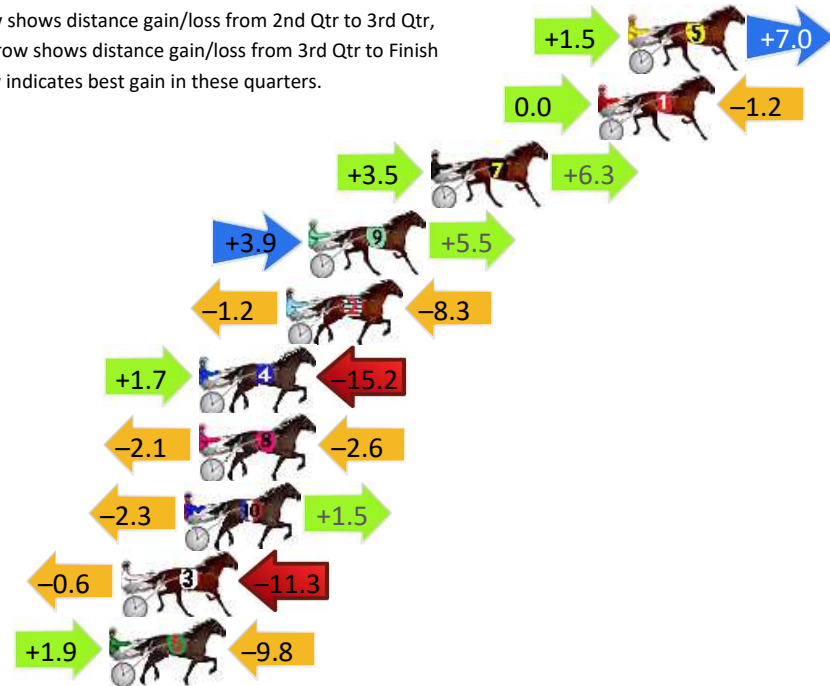 shows distance gain/loss from 2nd Qtr to 3rd Qtr,
row shows distance gain/loss from 3rd Qtr to Finish
indicates best gain in these quarters.
+1.5 5 +7.0
0.0 1 −1.2
+3.5 7 +6.3
+3.9 9 +5.5
−1.2 2 −8.3
+1.7 4 −15.2
−2.1 8 −2.6
−2.3 10 +1.5
−0.6 3 −11.3
+1.9 6 −9.8